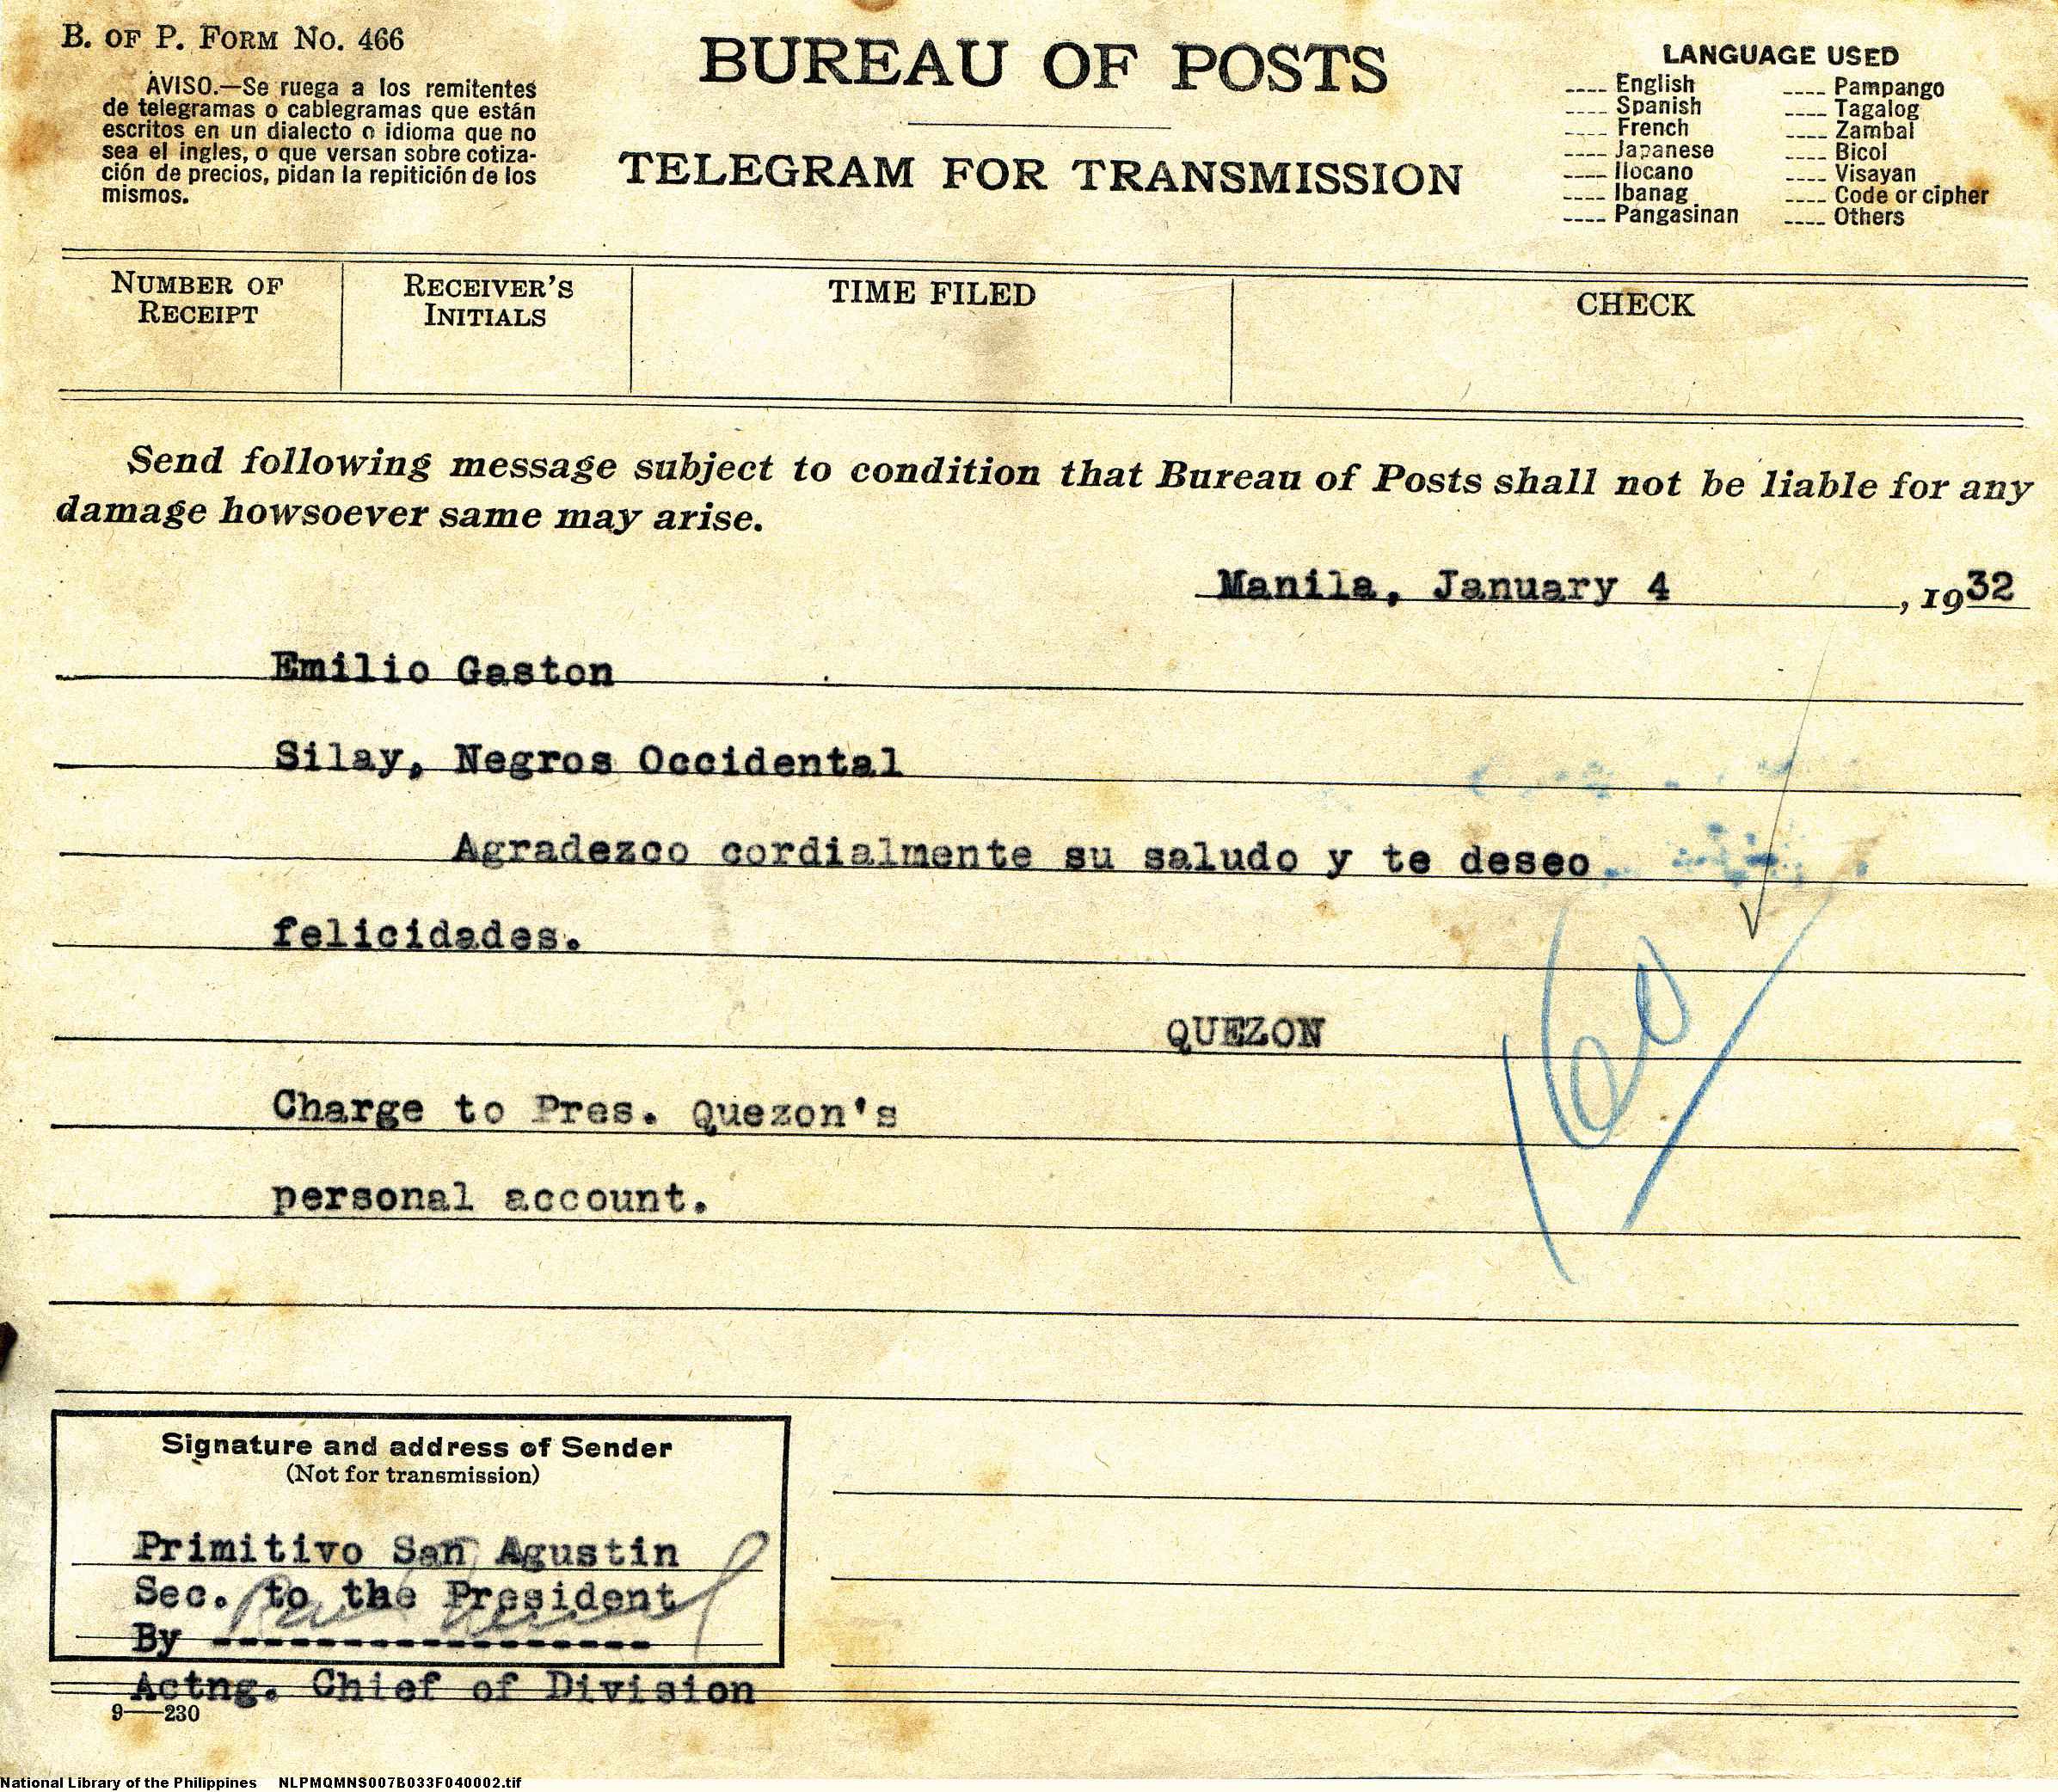 B. OF P. FORM NO. 466
AVISO.—Se ruega a los remitentes
de telegramas o cablegramas que están
escritos en un dialecto o idioma que no
sea el ingles, o que versan sobre cotiza-
ción de precios, pidan la repitición de los
mismos.
BUREAU OF POSTS
TELEGRAM FOR TRANSMISSION
LANGUAGE USED
---- English
---- Spanish
---- French
---- Japanese
---- Ilocano
---- Ibanag
---- Pangasinan
---- Pampango
---- Tagalog
---- Zambal
---- Bicol
---- Visayan
---- Code or cipher
---- Others
NUMBER OF
RECEIPT
RECEIVER'S
INITIALS
TIME FILED
CHECK
Send following message subject to condition that Bureau of Posts shall not be liable for any
damage howsoever same may arise.
Manila, January 4, 1932
Emilio Gaston
Silay, Negros Occidental
Agradezco cordialmente su saludo y te deseo
felicidades.
QUEZON
Charge to Pres. Quezon's
personal account.
Signature and address of Sender
(Not for transmission)
Primitivo San Agustin
Sec. to the President
By -----------------
Actng. Chief of Division
9—230
National Library of the Philippines NLPMQMNS007B033F040002.tif